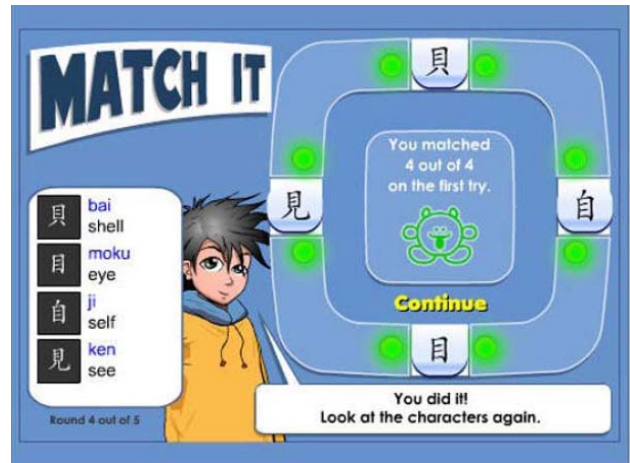 MATCH IT
貝
bai
shell
目
moku
eye
自
ji
self
見
ken
see
Round 4 out of 5
貝
見
自
目
You matched
4 out of 4
on the first try.
Continue
You did it!
Look at the characters again.